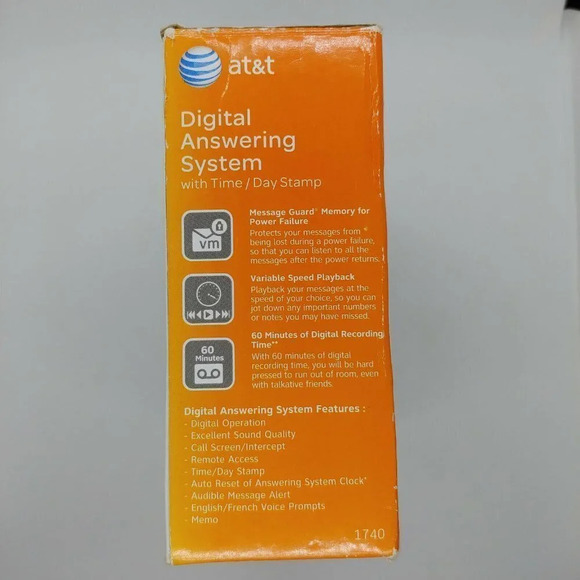 at&t
Digital
Answering
System
with Time / Day Stamp
vm
Message Guard® Memory for
Power Failure
Protects your messages from
being lost during a power failure,
so that you can listen to all the
messages after the power returns.
Variable Speed Playback
Playback your messages at the
speed of your choice, so you can
jot down any important numbers
or notes you may have missed.
60
Minutes
60 Minutes of Digital Recording
Time**
With 60 minutes of digital
recording time, you will be hard
pressed to run out of room, even
with talkative friends.
Digital Answering System Features :
- Digital Operation
- Excellent Sound Quality
- Call Screen/Intercept
- Remote Access
- Time/Day Stamp
- Auto Reset of Answering System Clock*
- Audible Message Alert
- English/French Voice Prompts
- Memo
1740